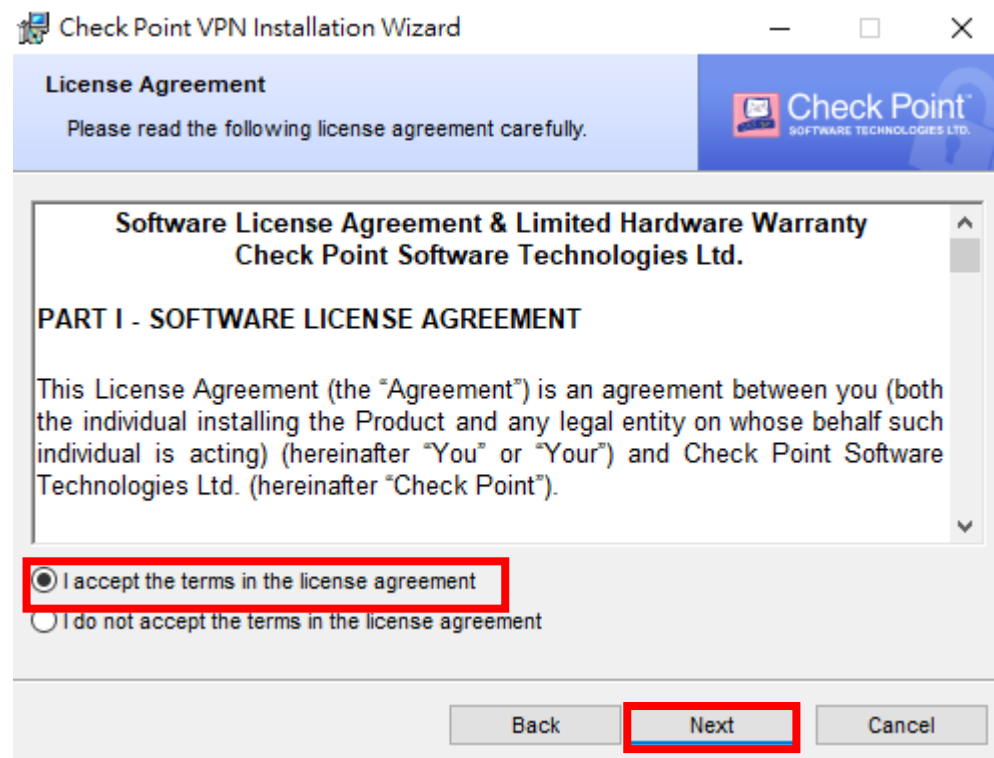 Check Point VPN Installation Wizard
License Agreement
Please read the following license agreement carefully.
Check Point™
SOFTWARE TECHNOLOGIES LTD.
Software License Agreement & Limited Hardware Warranty
Check Point Software Technologies Ltd.
PART I - SOFTWARE LICENSE AGREEMENT
This License Agreement (the “Agreement”) is an agreement between you (both
the individual installing the Product and any legal entity on whose behalf such
individual is acting) (hereinafter “You” or “Your”) and Check Point Software
Technologies Ltd. (hereinafter “Check Point”).
I accept the terms in the license agreement
I do not accept the terms in the license agreement
Back
Next
Cancel